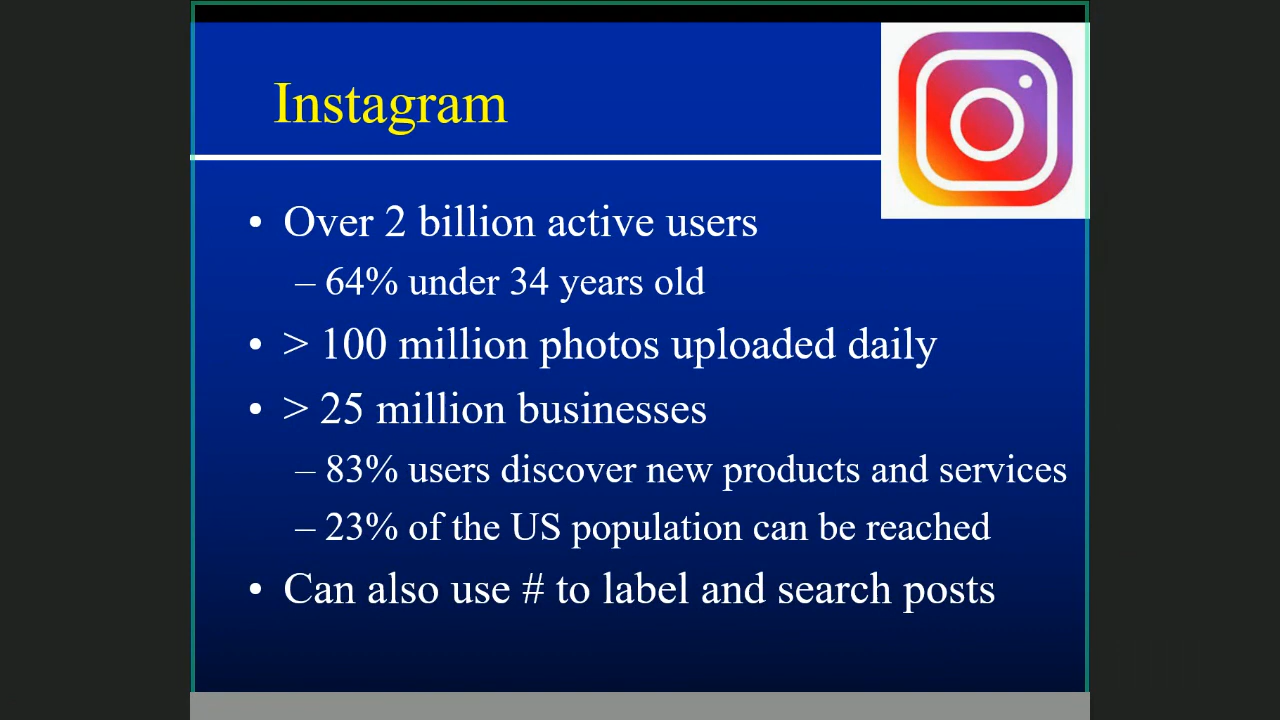 Instagram
• Over 2 billion active users
– 64% under 34 years old
• > 100 million photos uploaded daily
• > 25 million businesses
– 83% users discover new products and services
– 23% of the US population can be reached
• Can also use # to label and search posts